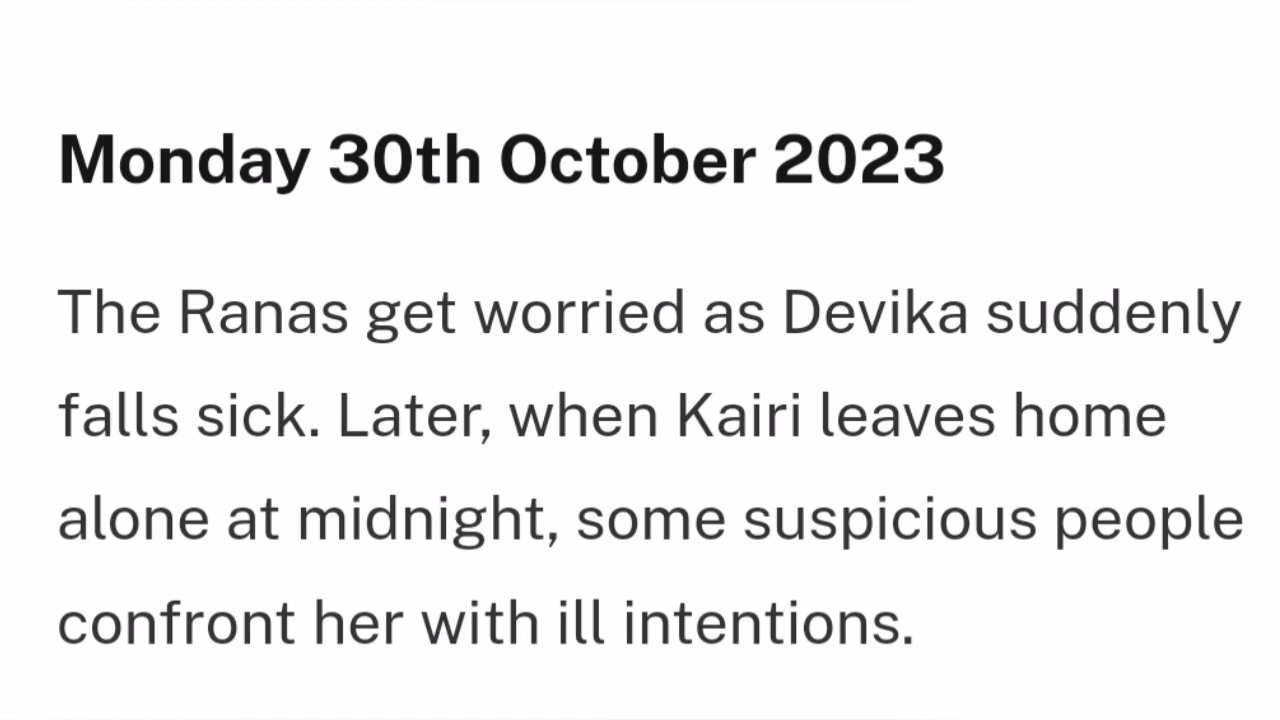 Monday 30th October 2023
The Ranas get worried as Devika suddenly
falls sick. Later, when Kairi leaves home
alone at midnight, some suspicious people
confront her with ill intentions.